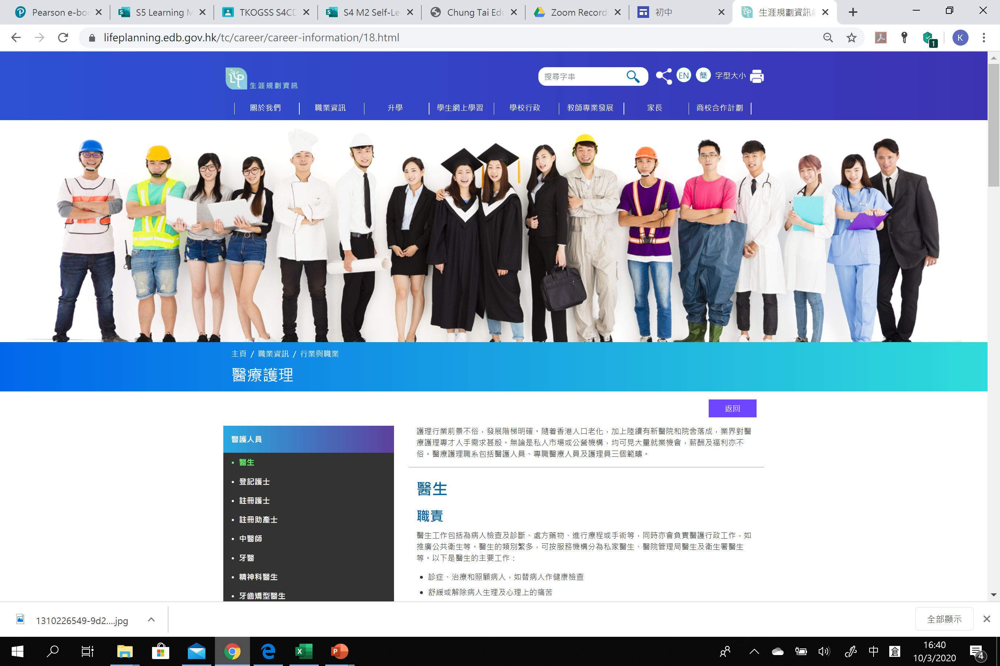 Pearson e-boo
S5 Learning M
TKOGSS S4CD
S4 M2 Self-Le
Chung Tai Edu
Zoom Record
初中
生涯規劃資訊
lifeplanning.edb.gov.hk/tc/career/career-information/18.html
K
1
生涯規劃資訊
搜尋字串
EN
簡
字型大小
關於我們
職業資訊
升學
學生網上學習
學校行政
教師專業發展
家長
商校合作計劃
主頁 / 職業資訊 / 行業與職業
醫療護理
返回
醫護人員
• 醫生
• 登記護士
• 註冊護士
• 註冊助產士
• 中醫師
• 牙醫
• 精神科醫生
• 牙齒矯型醫生
護理行業前景不俗，發展階梯明確。隨着香港人口老化，加上陸續有新醫院和院舍落成，業界對醫
療護理專才人手需求甚殷。無論是私人市場或公營機構，均可見大量就業機會，薪酬及福利亦不
俗。醫療護理職系包括醫護人員、專職醫療人員及護理員三個範疇。
醫生
職責
醫生工作包括為病人檢查及診斷、處方藥物、進行療程或手術等，同時亦會負責醫護行政工作，如
推廣公共衛生等。醫生的類別繁多，可按服務機構分為私家醫生、醫院管理局醫生及衛生署醫生
等。以下是醫生的主要工作：
• 診症、治療和照顧病人，如替病人作健康檢查
• 舒緩或解除病人生理及心理上的痛苦
1310226549-9d2....jpg
全部顯示
中
倉
16:40
10/3/2020
4